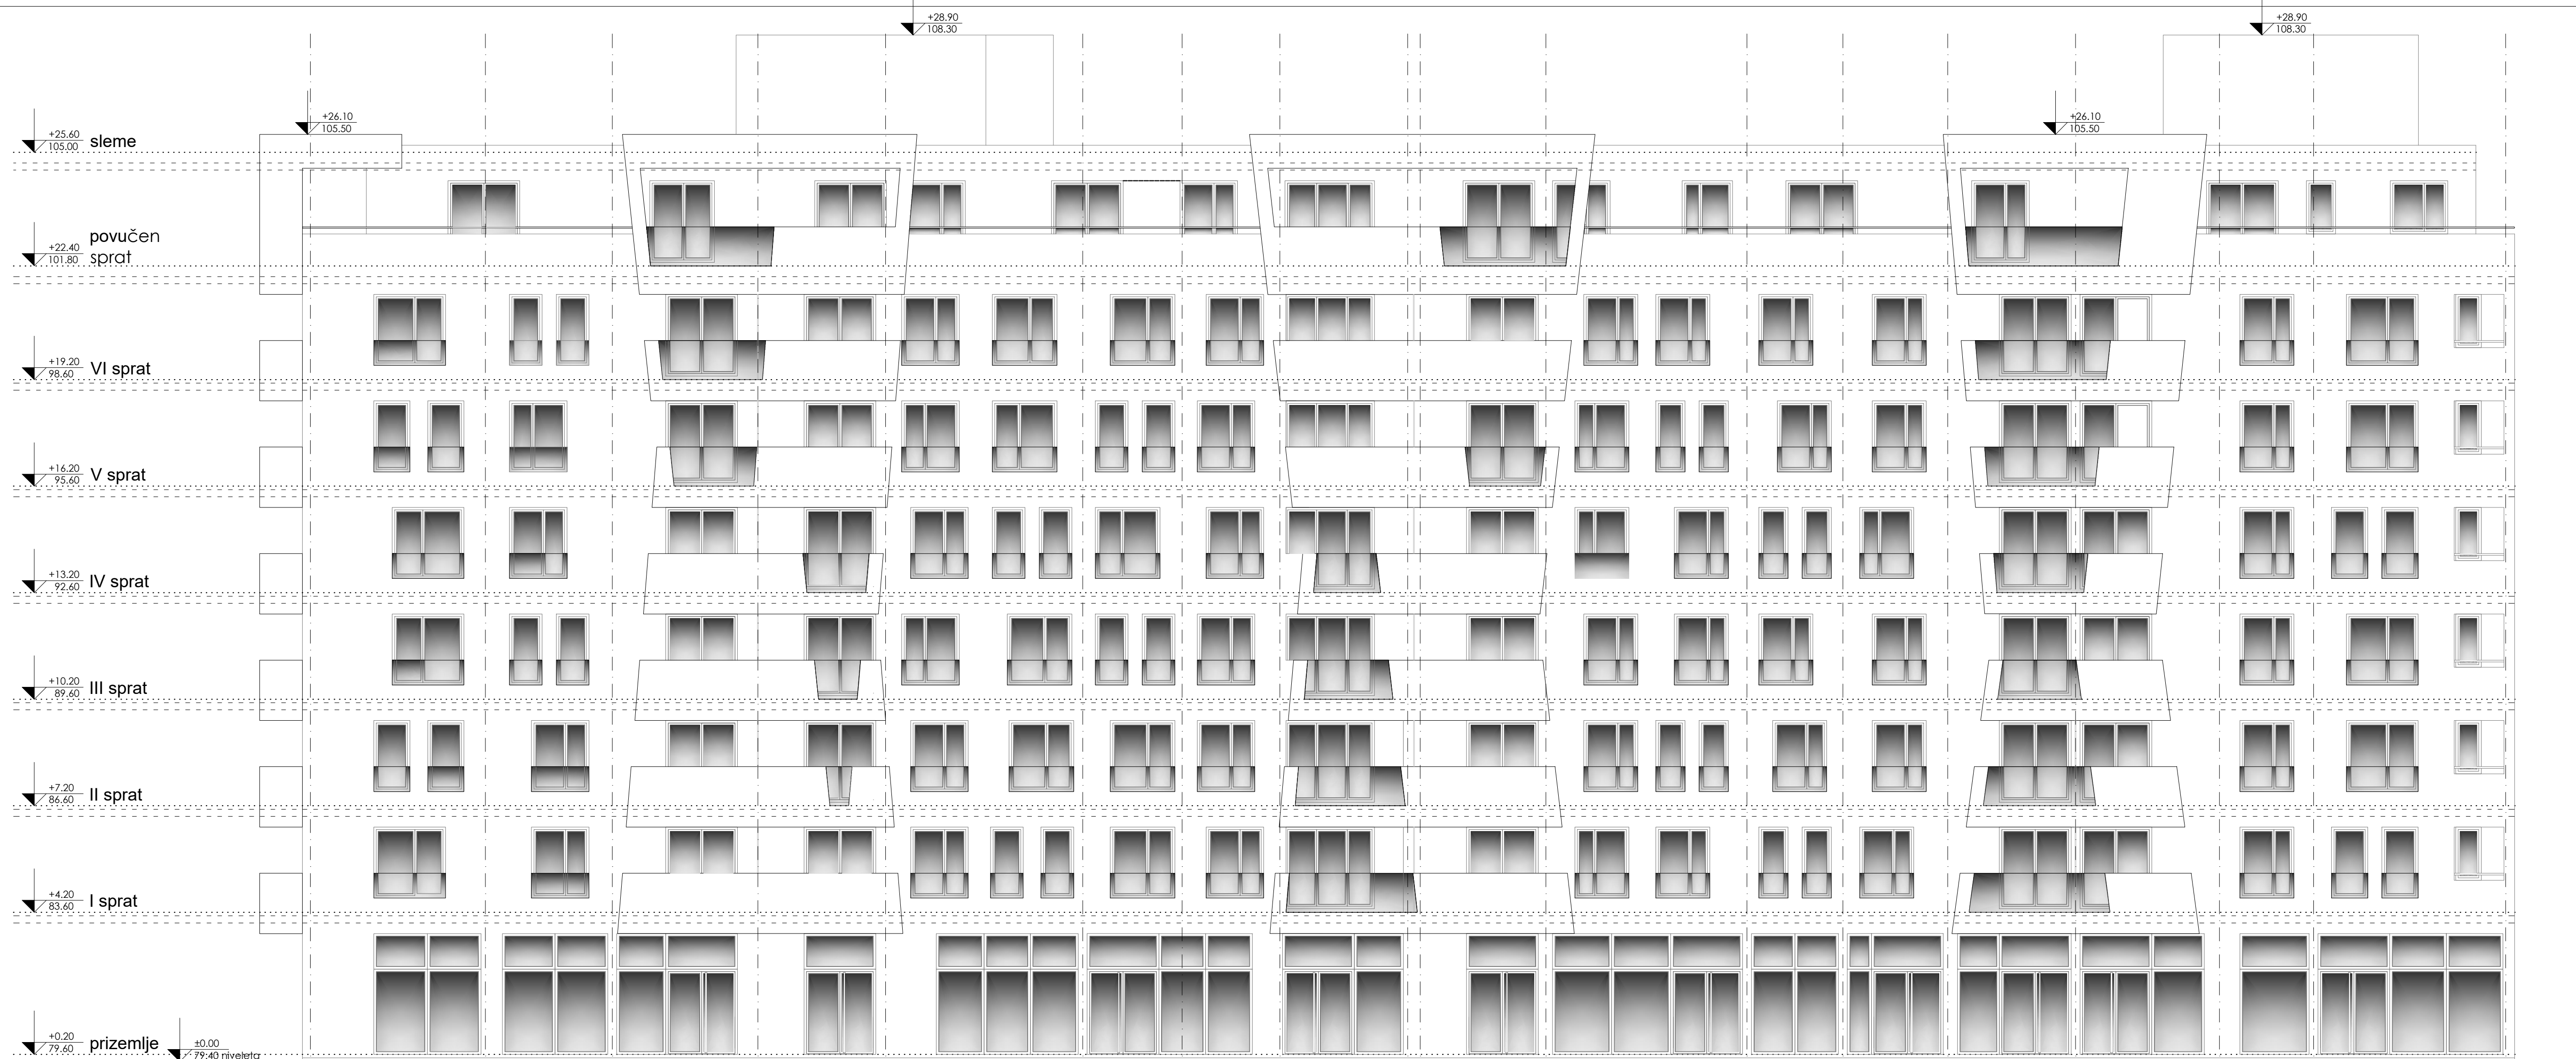 +28.90
108.30
+28.90
108.30
+26.10
105.50
+26.10
105.50
+25.60
105.00
sleme
povučen
sprat
+22.40
101.80
+19.20
98.60
VI sprat
+16.20
95.60
V sprat
+13.20
92.60
IV sprat
+10.20
89.60
III sprat
+7.20
86.60
II sprat
+4.20
83.60
I sprat
+0.20
79.60
prizemlje
±0.00
79.40 niveleta